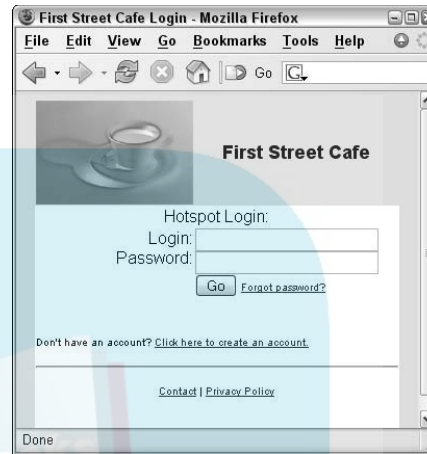 First Street Cafe Login - Mozilla Firefox
File Edit View Go Bookmarks Tools Help
Go G
First Street Cafe
Hotspot Login:
Login:
Password:
Go Forgot password?
Don't have an account? Click here to create an account.
Contact | Privacy Policy
Done